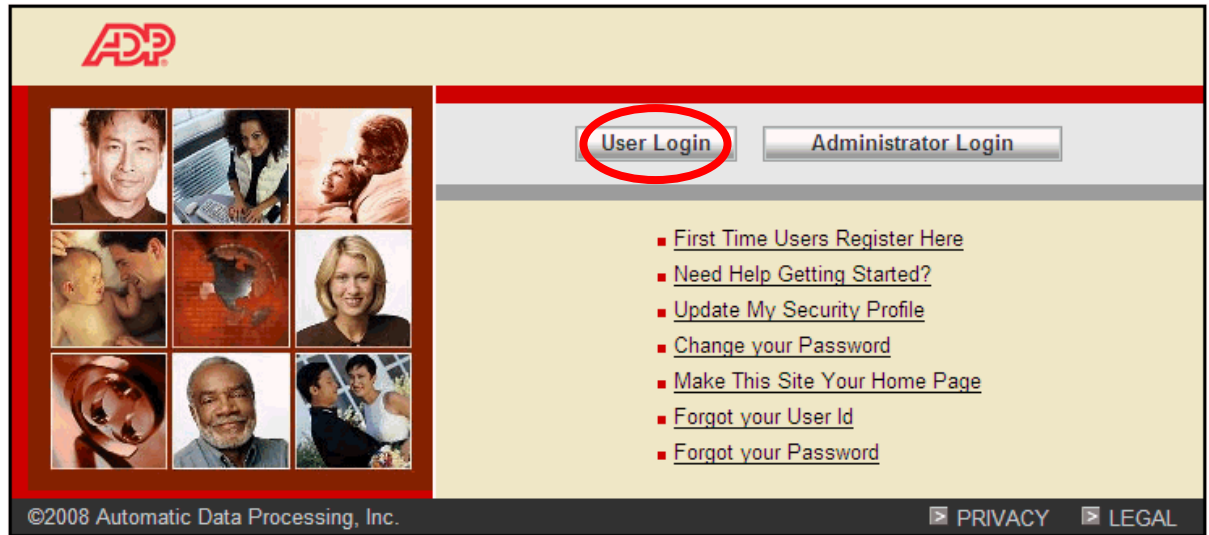 ADP
User Login Administrator Login
First Time Users Register Here
Need Help Getting Started?
Update My Security Profile
Change your Password
Make This Site Your Home Page
Forgot your User Id
Forgot your Password
©2008 Automatic Data Processing, Inc. PRIVACY LEGAL